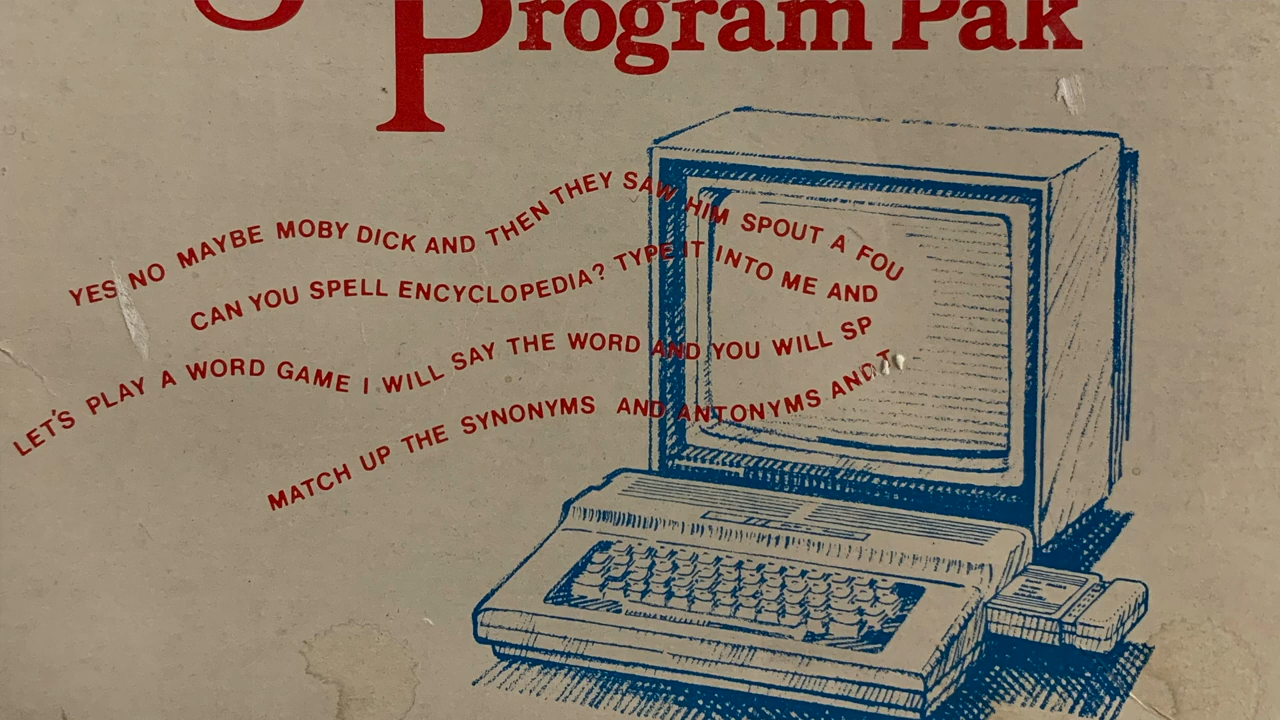 Program Pak
YES NO MAYBE MOBY DICK AND THEN THEY SAW HIM SPOUT A FOU
CAN YOU SPELL ENCYCLOPEDIA? TYPE IT INTO ME AND
LET'S PLAY A WORD GAME I WILL SAY THE WORD AND YOU WILL SP
MATCH UP THE SYNONYMS AND ANTONYMS AND T